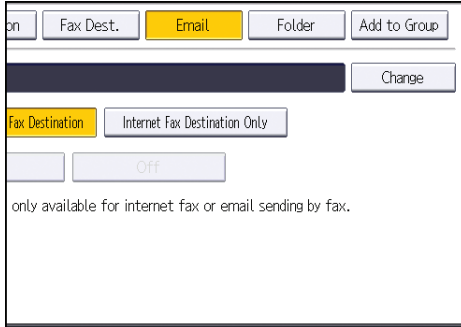 on Fax Dest. Email Folder Add to Group
Change
Fax Destination Internet Fax Destination Only
Off
only available for internet fax or email sending by fax.